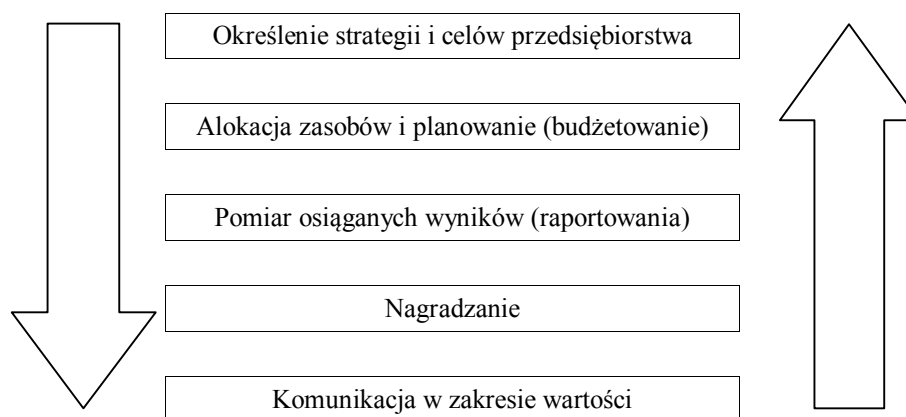 Określenie strategii i celów przedsiębiorstwa
Alokacja zasobów i planowanie (budżetowanie)
Pomiar osiąganych wyników (raportowania)
Nagradzanie
Komunikacja w zakresie wartości